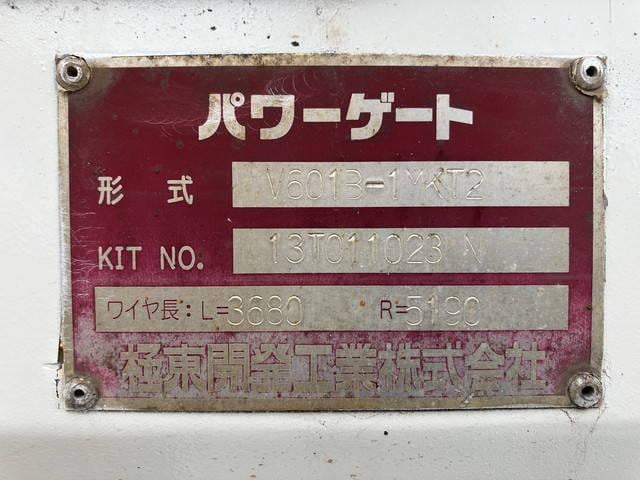 パワーゲート
形式 V601B-1MKT2
KIT NO. 13T011023 N
ワイヤ長: L=3680 R=5190
極東開発工業株式会社